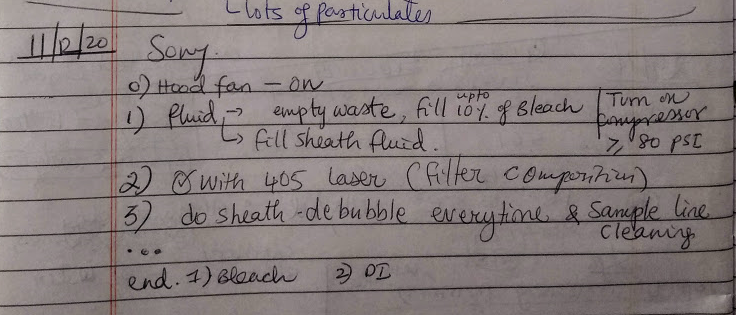 Lots of particulates
11/12/20 Sony.
0) Hood fan - on
1) fluid → empty waste, fill upto 10% of Bleach | Turn on compressor ≥ 80 PSI
↳ fill sheath fluid.
2) with 405 laser (filter composition)
3) do sheath-debubble everytime & Sample line cleaning
...
end. 1) Bleach 2) DI